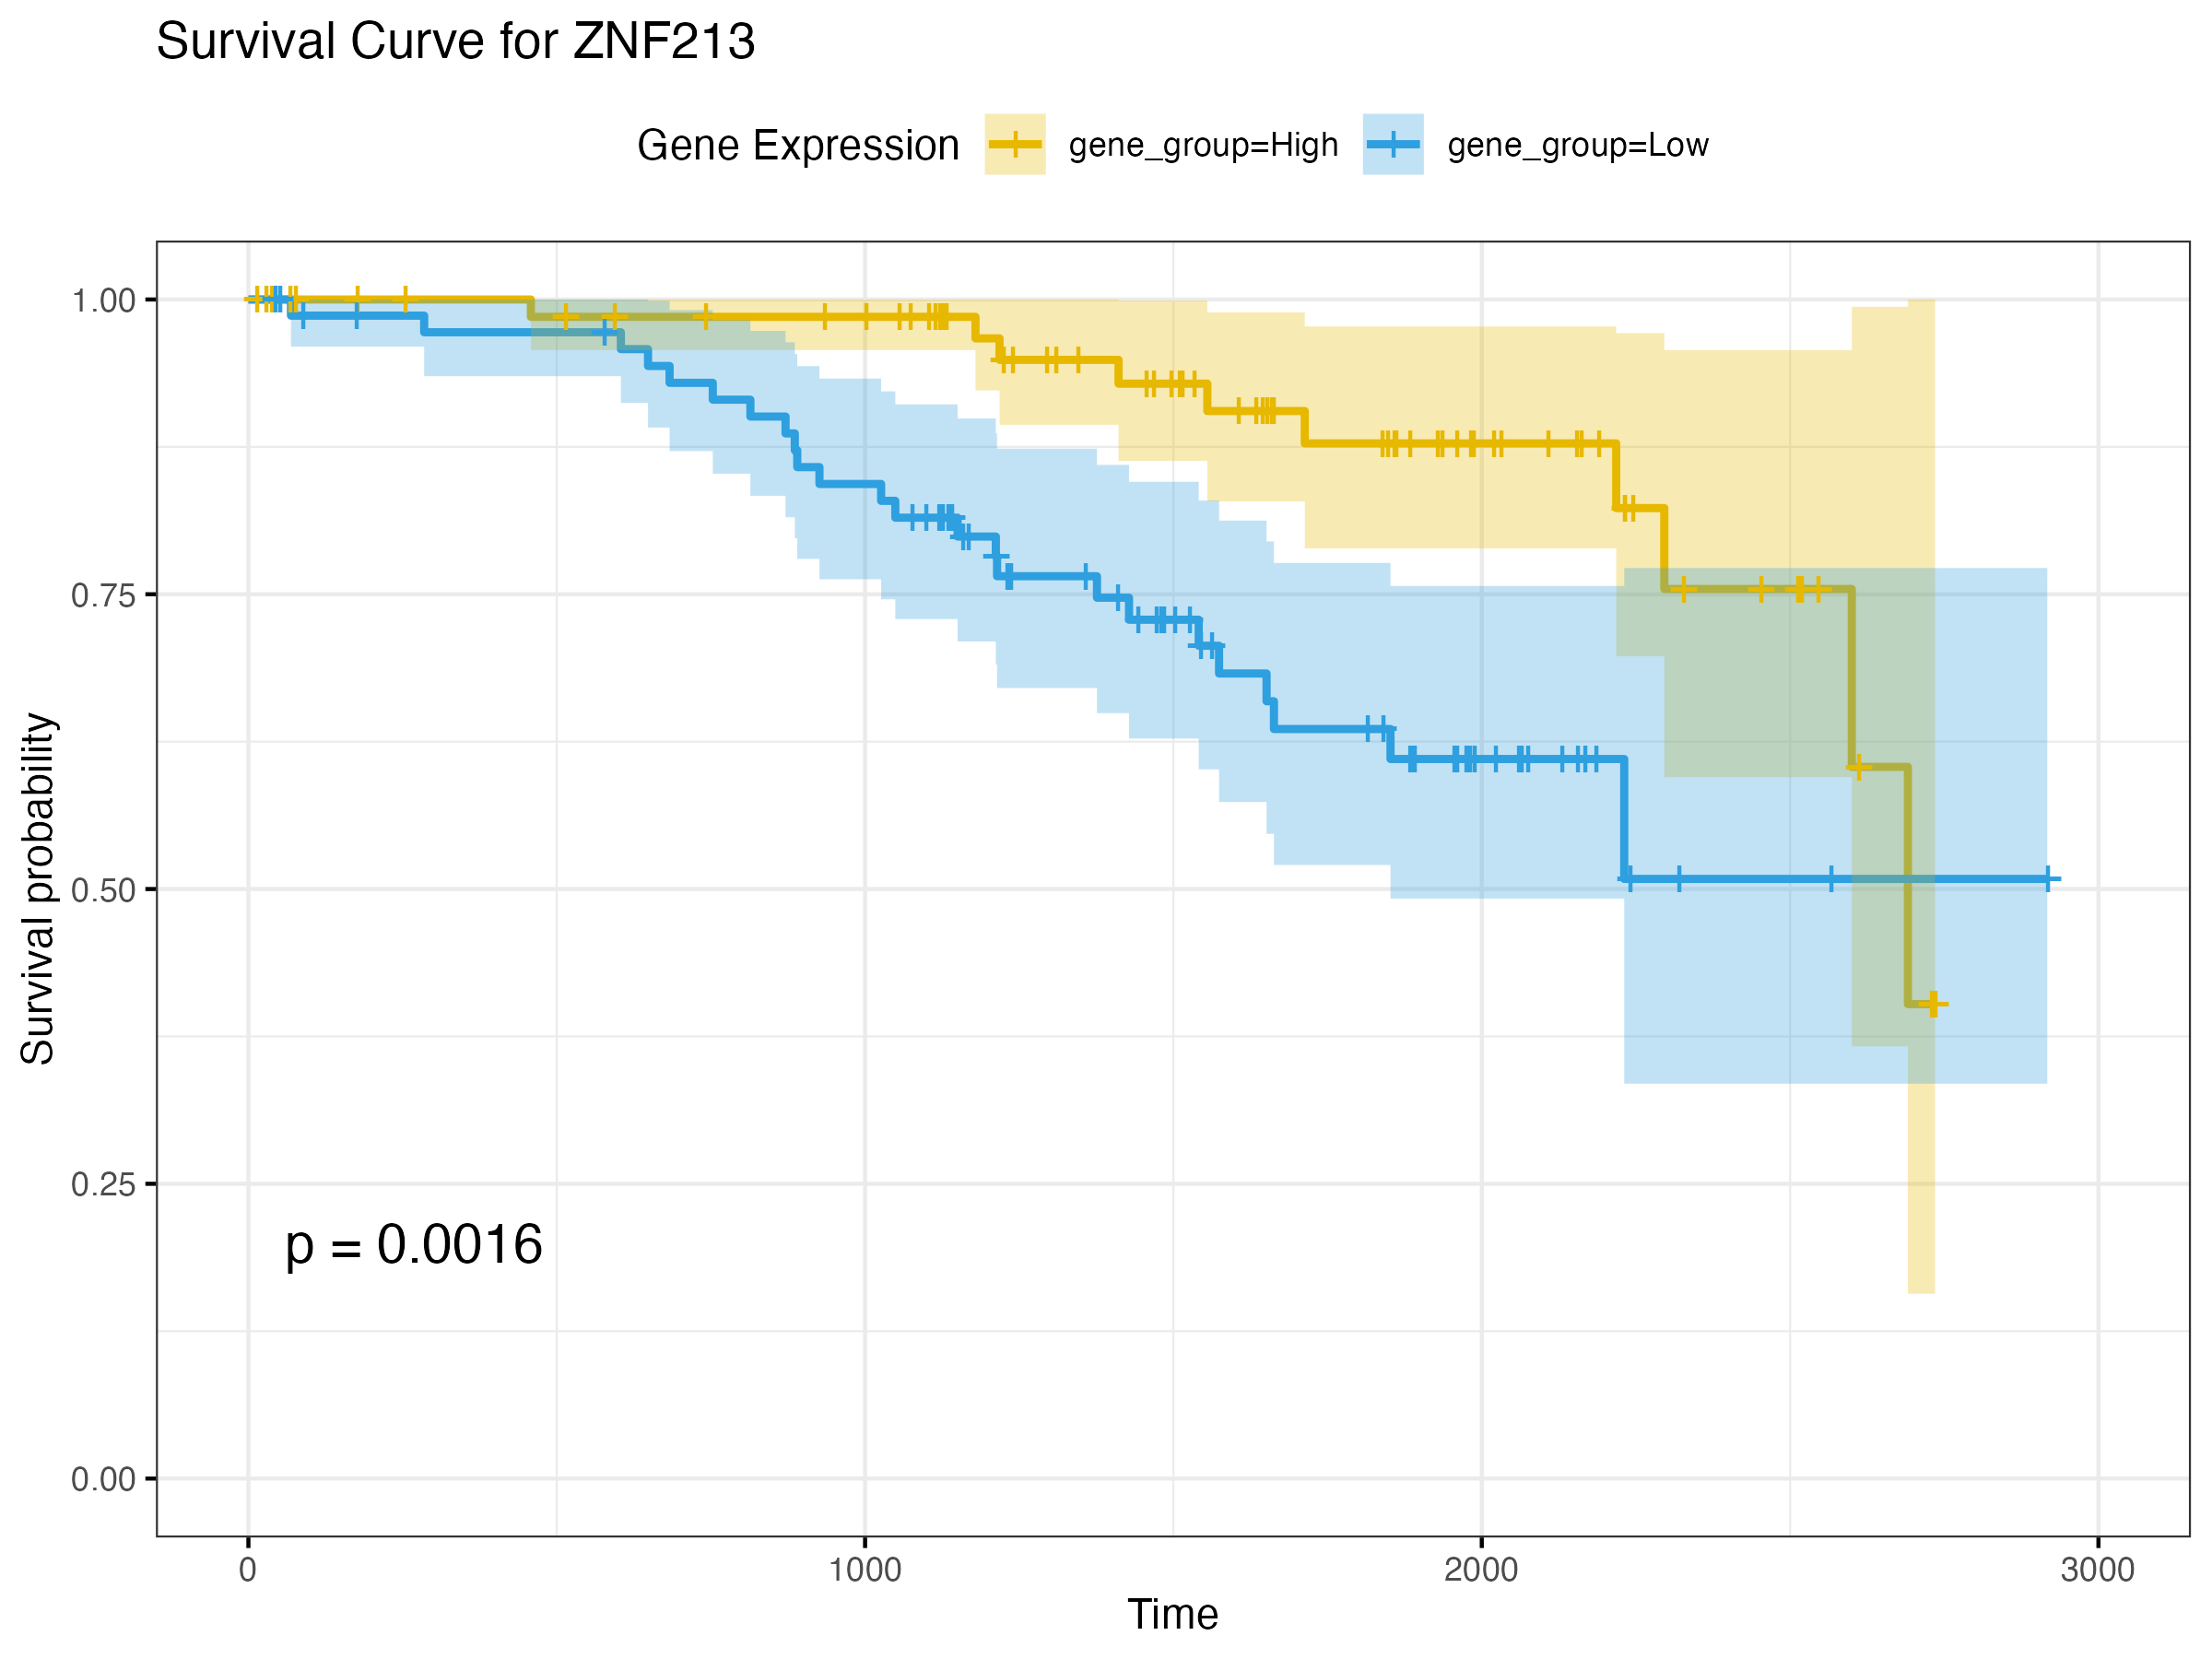 Survival Curve for ZNF213
Gene Expression gene_group=High gene_group=Low
1.00
0.75
0.50
0.25
0.00
Survival probability
p = 0.0016
0 1000 2000 3000
Time